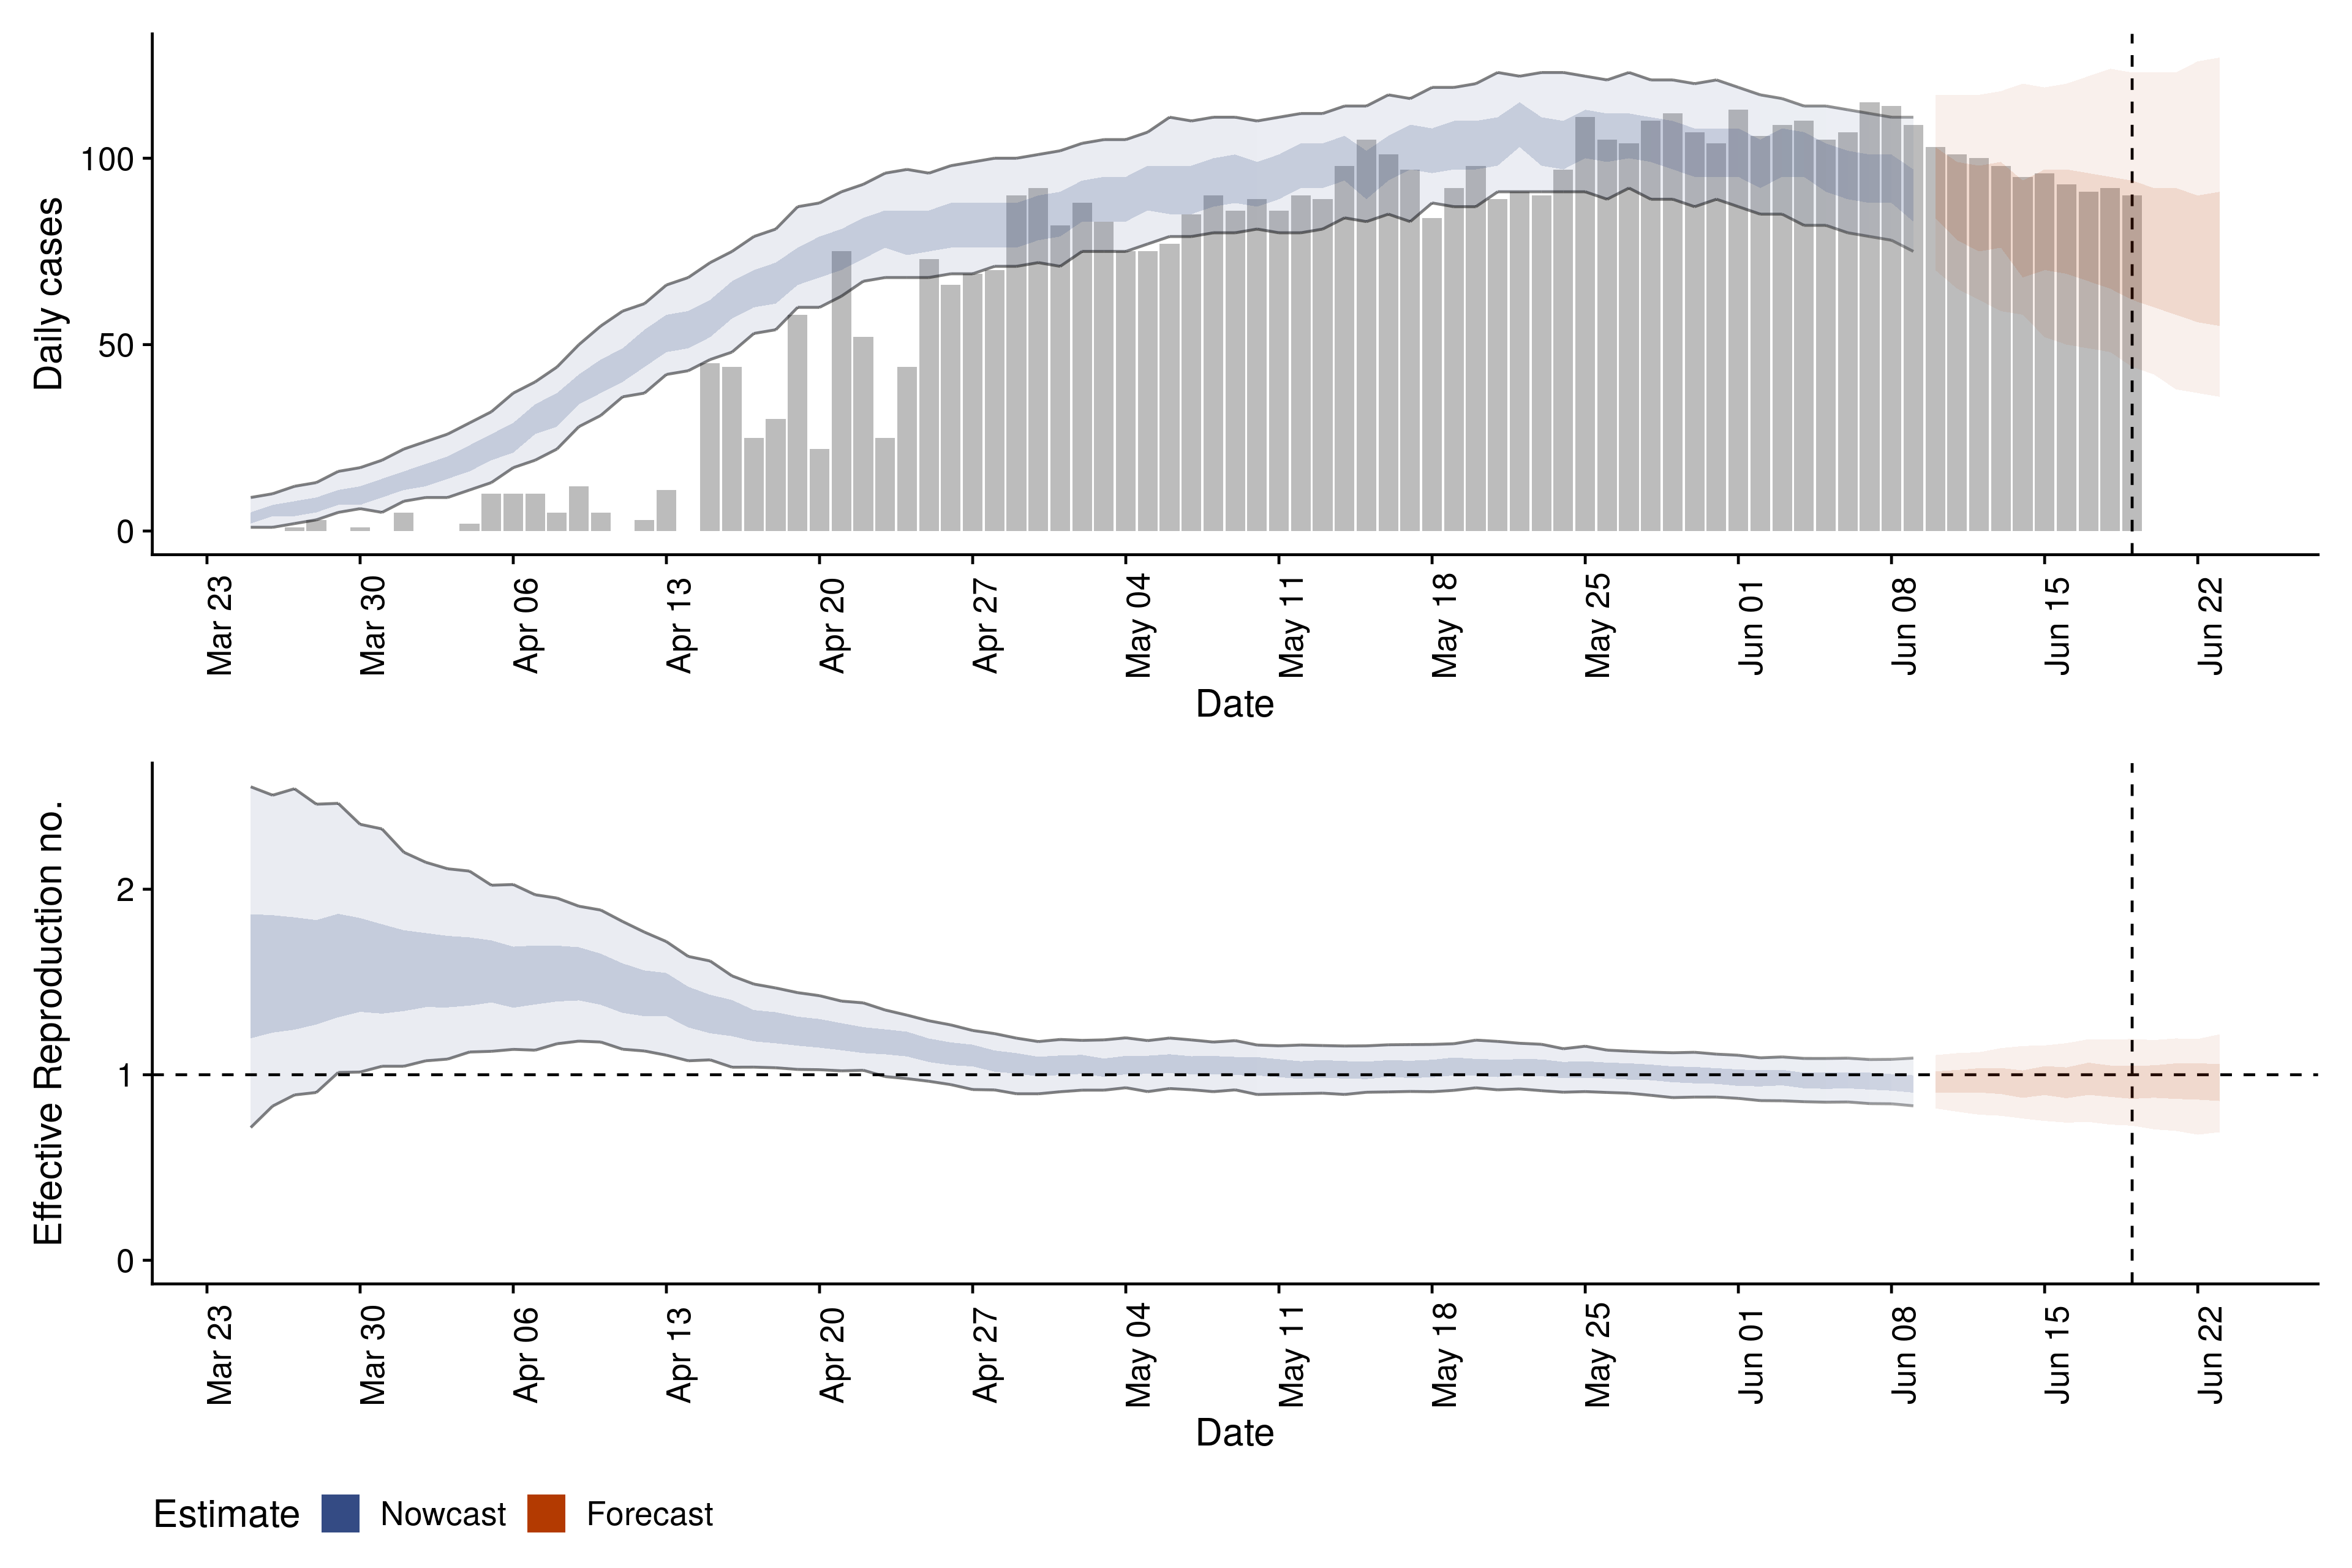 Daily cases
100
50
0
Mar 23
Mar 30
Apr 06
Apr 13
Apr 20
Apr 27
May 04
May 11
May 18
May 25
Jun 01
Jun 08
Jun 15
Jun 22
Date
Effective Reproduction no.
2
1
0
Mar 23
Mar 30
Apr 06
Apr 13
Apr 20
Apr 27
May 04
May 11
May 18
May 25
Jun 01
Jun 08
Jun 15
Jun 22
Date
Estimate Nowcast Forecast